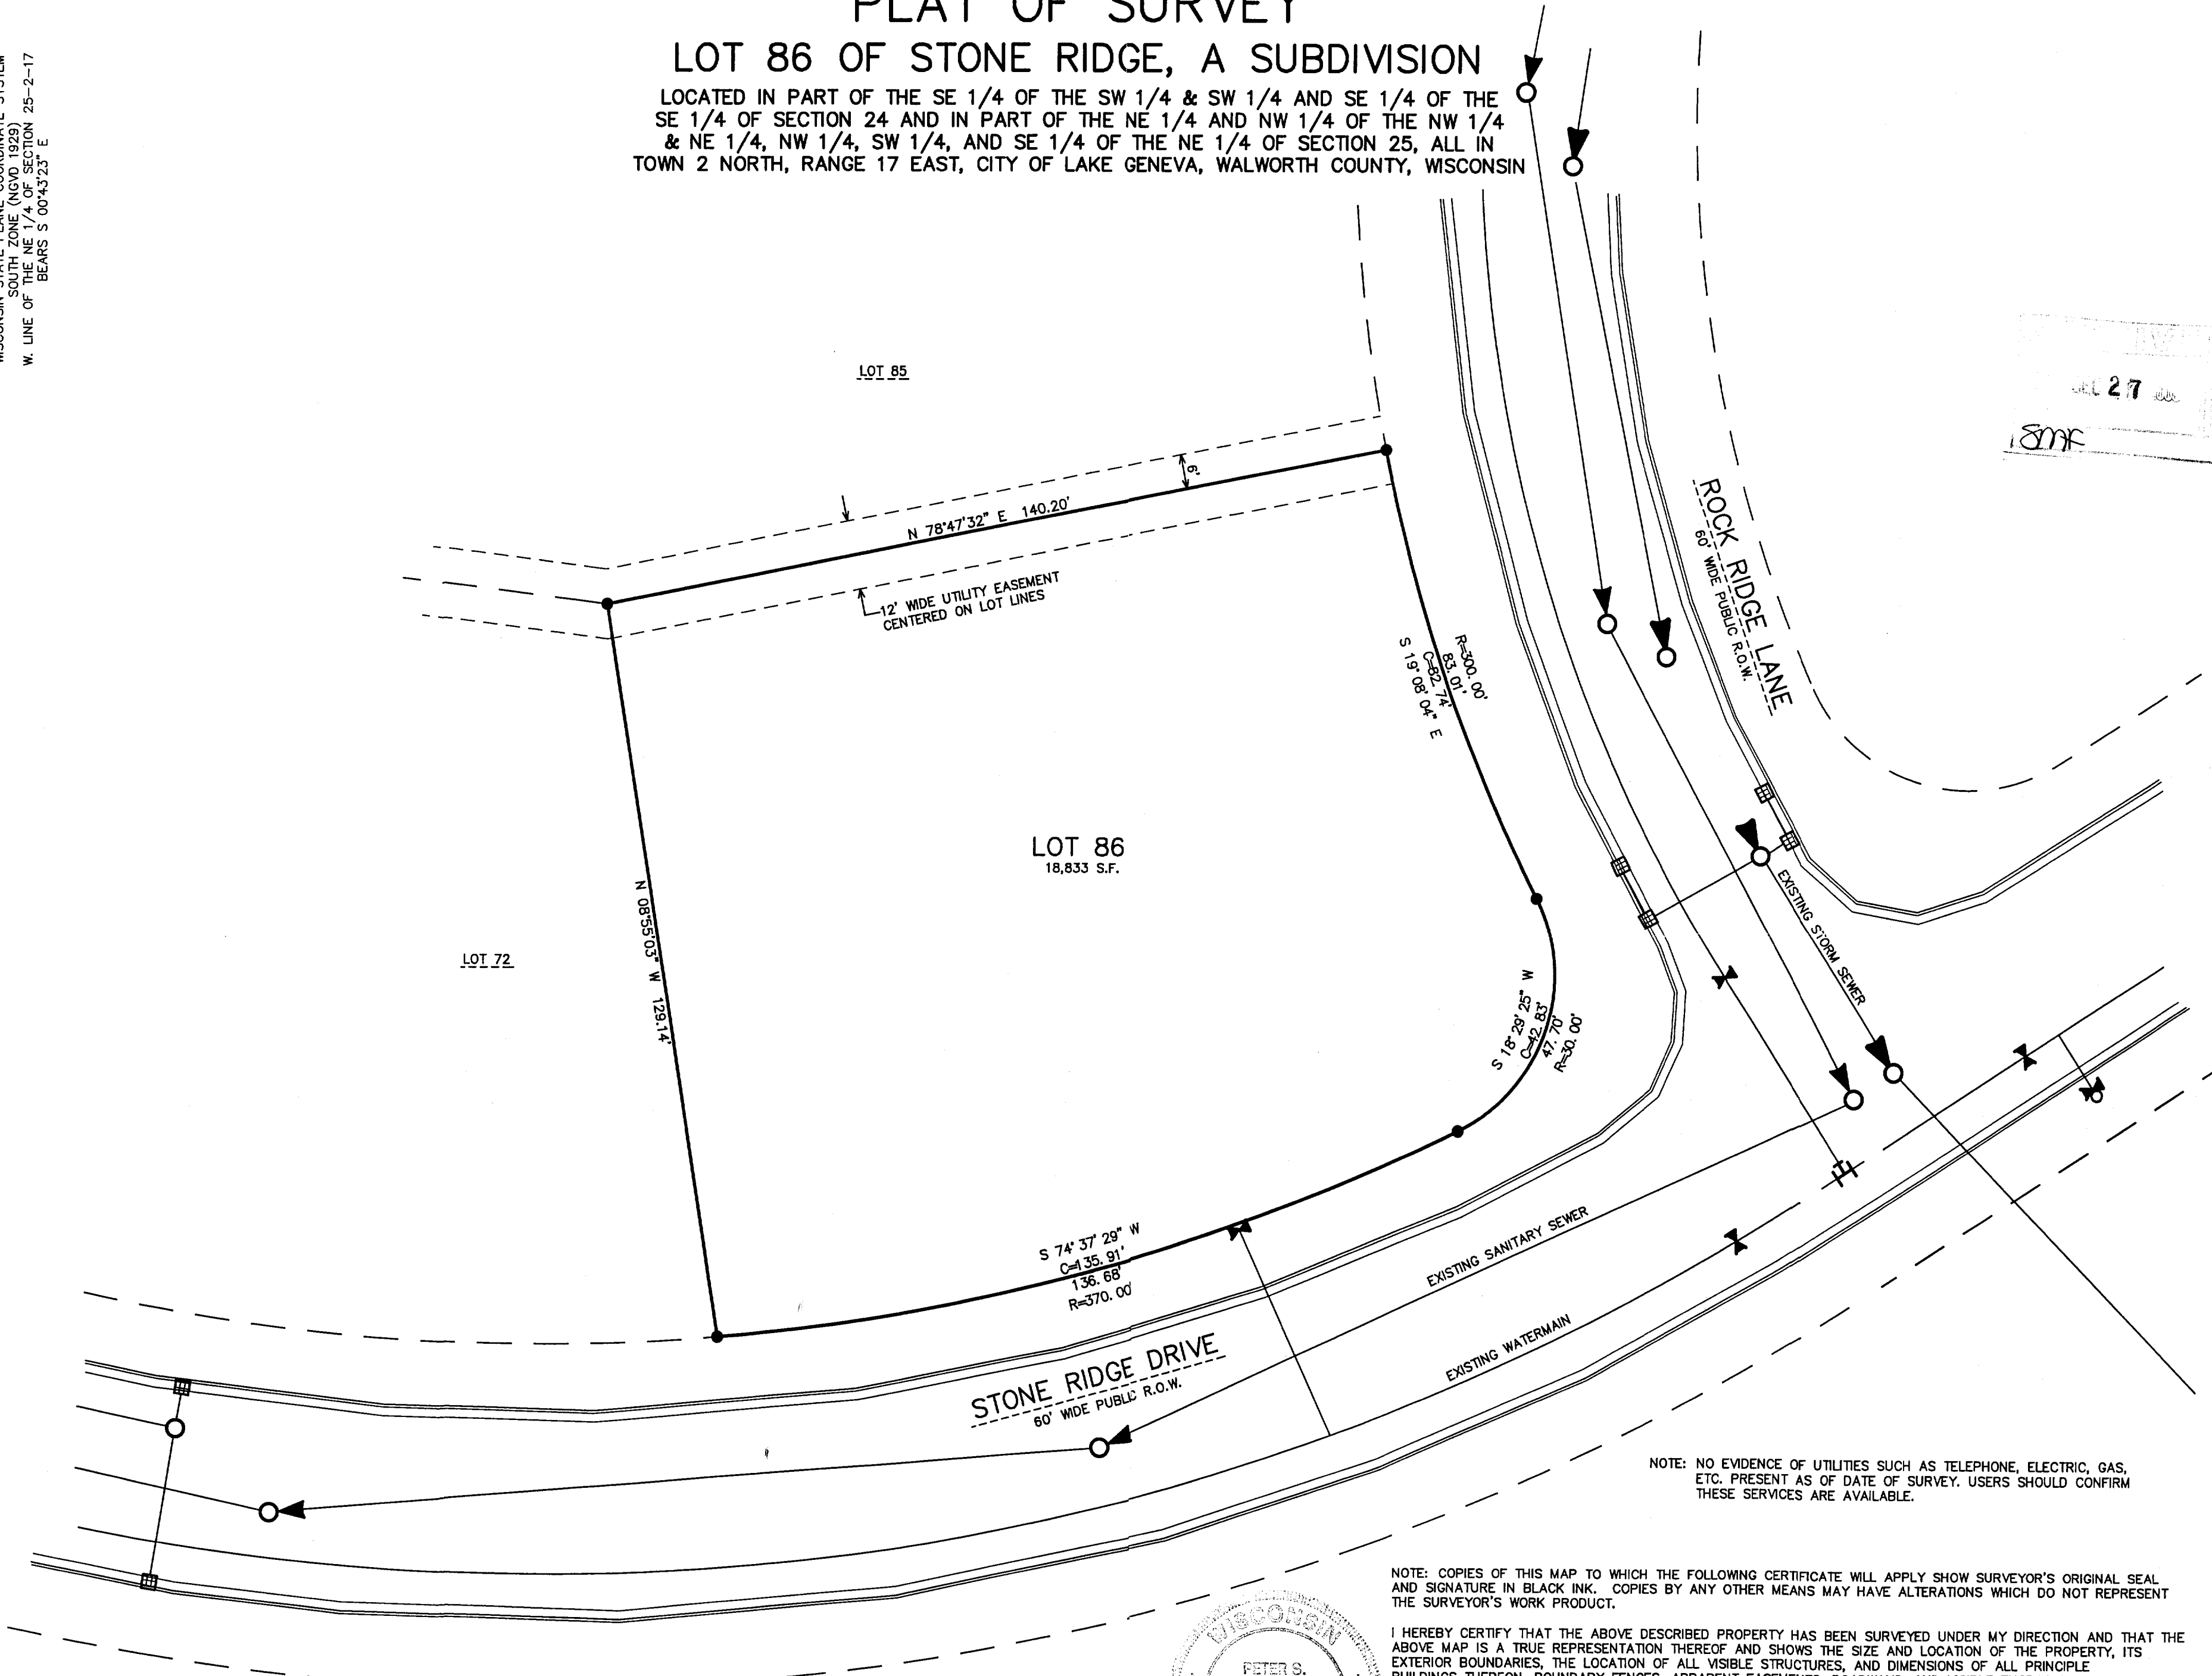 PLAT OF SURVEY
LOT 86 OF STONE RIDGE, A SUBDIVISION
LOCATED IN PART OF THE SE 1/4 OF THE SW 1/4 & SW 1/4 AND SE 1/4 OF THE
SE 1/4 OF SECTION 24 AND IN PART OF THE NE 1/4 AND NW 1/4 OF THE NW 1/4
& NE 1/4, NW 1/4, SW 1/4, AND SE 1/4 OF THE NE 1/4 OF SECTION 25, ALL IN
TOWN 2 NORTH, RANGE 17 EAST, CITY OF LAKE GENEVA, WALWORTH COUNTY, WISCONSIN
WISCONSIN STATE PLANE COORDINATE SYSTEM
SOUTH ZONE (NGVD 1929)
W. LINE OF THE NE 1/4 OF SECTION 25-2-17
BEARS S 00°43'23" E
LOT 85
27
6'
N 78°47'32" E 140.20'
12' WIDE UTILITY EASEMENT
CENTERED ON LOT LINES
ROCK RIDGE LANE
60' WIDE PUBLIC R.O.W.
R=300.00'
83.01'
C=82.74'
S 19°08'04" E
LOT 86
18,833 S.F.
N 08°55'03" W 129.14'
LOT 72
EXISTING STORM SEWER
S 18°29'25" W
C=42.83'
47.70'
R=30.00'
S 74°37'29" W
C=135.91'
136.68'
R=370.00'
EXISTING SANITARY SEWER
EXISTING WATERMAIN
STONE RIDGE DRIVE
60' WIDE PUBLIC R.O.W.
NOTE: NO EVIDENCE OF UTILITIES SUCH AS TELEPHONE, ELECTRIC, GAS,
ETC. PRESENT AS OF DATE OF SURVEY. USERS SHOULD CONFIRM
THESE SERVICES ARE AVAILABLE.
NOTE: COPIES OF THIS MAP TO WHICH THE FOLLOWING CERTIFICATE WILL APPLY SHOW SURVEYOR'S ORIGINAL SEAL
AND SIGNATURE IN BLACK INK. COPIES BY ANY OTHER MEANS MAY HAVE ALTERATIONS WHICH DO NOT REPRESENT
THE SURVEYOR'S WORK PRODUCT.
I HEREBY CERTIFY THAT THE ABOVE DESCRIBED PROPERTY HAS BEEN SURVEYED UNDER MY DIRECTION AND THAT THE
ABOVE MAP IS A TRUE REPRESENTATION THEREOF AND SHOWS THE SIZE AND LOCATION OF THE PROPERTY, ITS
EXTERIOR BOUNDARIES, THE LOCATION OF ALL VISIBLE STRUCTURES, AND DIMENSIONS OF ALL PRINCIPLE
WISCONSIN
PETER S.